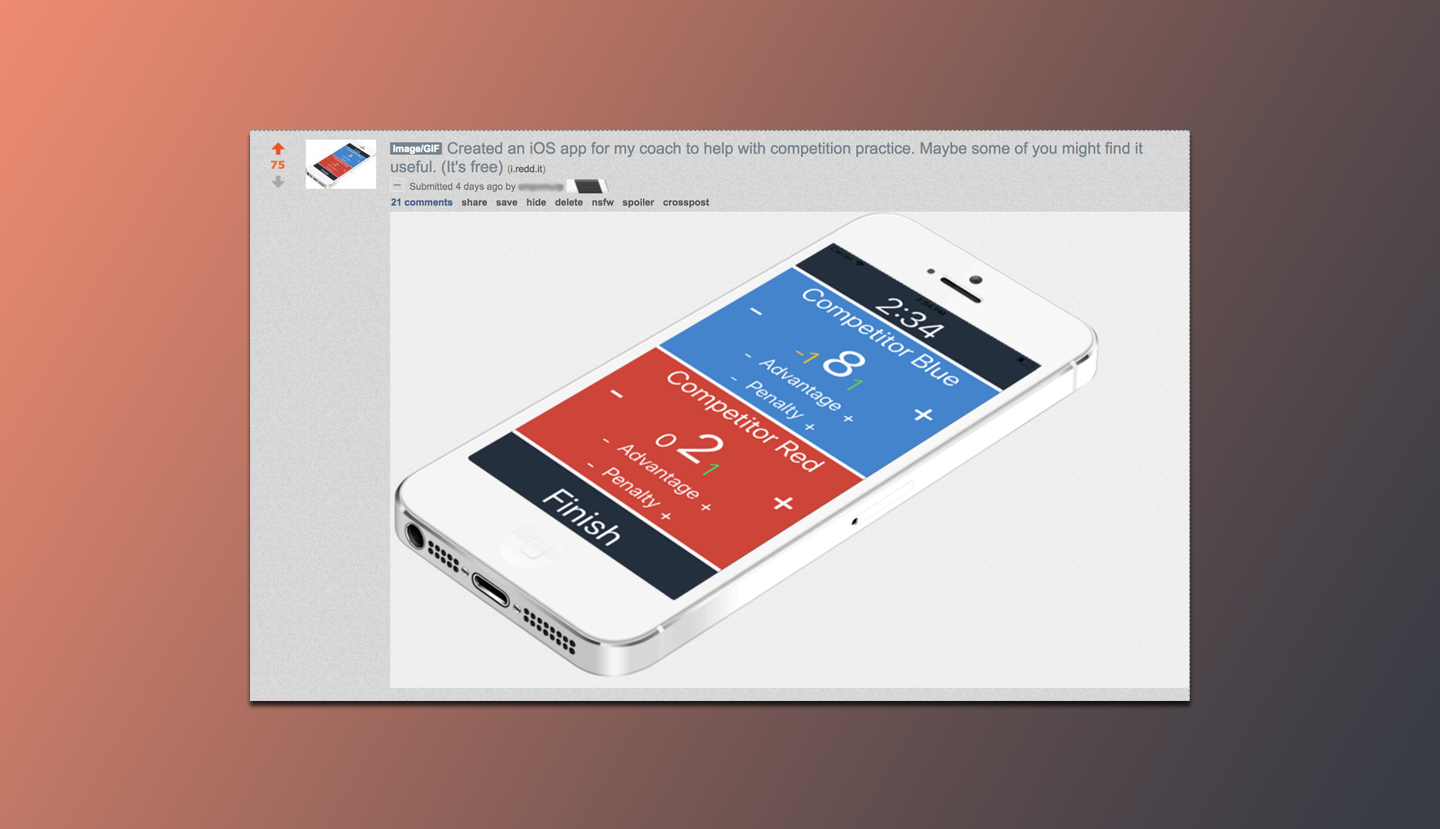 75
Image/GIF Created an iOS app for my coach to help with competition practice. Maybe some of you might find it
useful. (It's free) (i.redd.it)
Submitted 4 days ago by
21 comments share save hide delete nsfw spoiler crosspost
2:34
Competitor Blue
- -1 8 1 +
- Advantage +
- Penalty +
Competitor Red
- 0 2 1 +
- Advantage +
- Penalty +
Finish